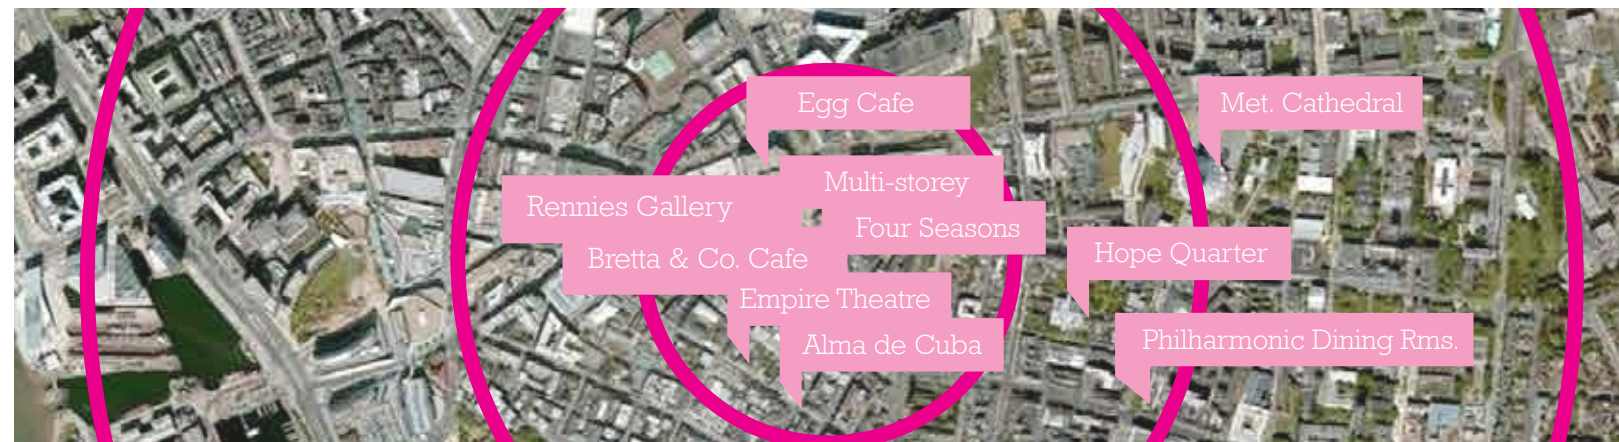 Egg Cafe
Met. Cathedral
Multi-storey
Rennies Gallery
Four Seasons
Bretta & Co. Cafe
Hope Quarter
Empire Theatre
Alma de Cuba
Philharmonic Dining Rms.